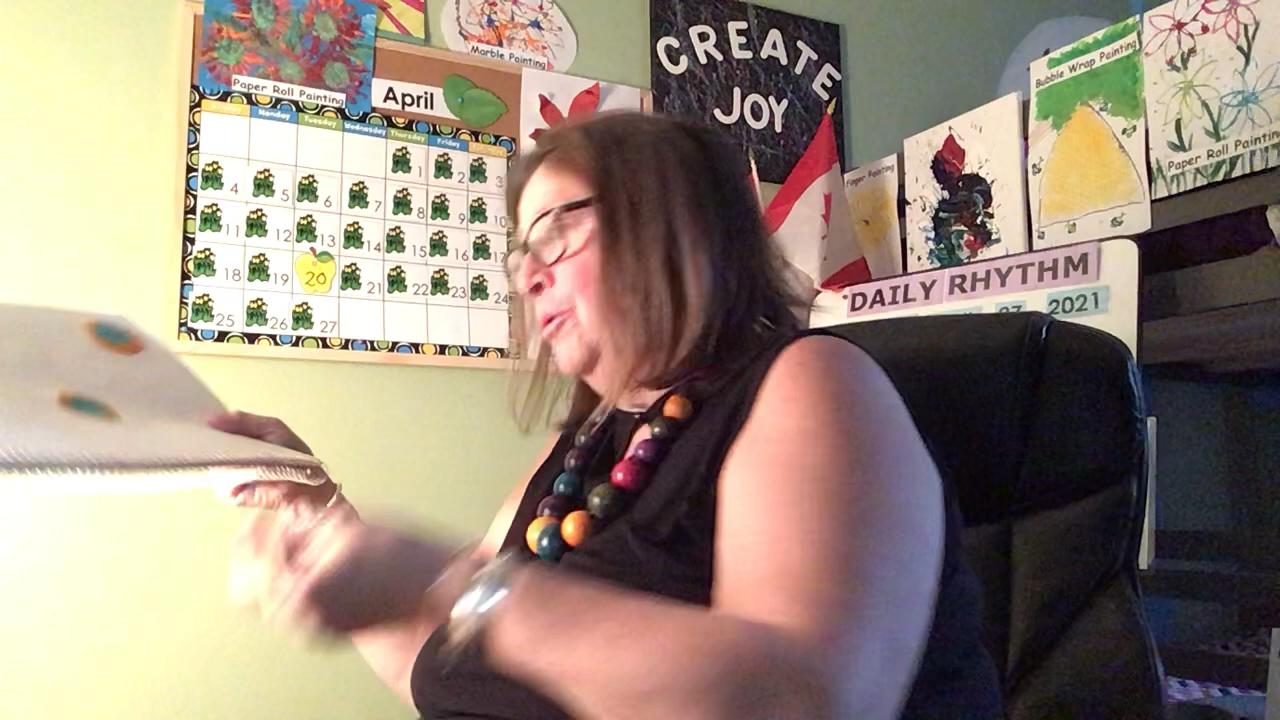 Marble Painting
CREATE
JOY
Paper Roll Painting
April
Bubble Wrap Painting
Paper Roll Painting
Finger Painting
Monday Tuesday Wednesday Thursday Friday
1 2 3
4 5 6 7 8 9 10
11 12 13 14 15 16 17
18 19 20 21 22 23 24
25 26 27
DAILY RHYTHM
27 2021